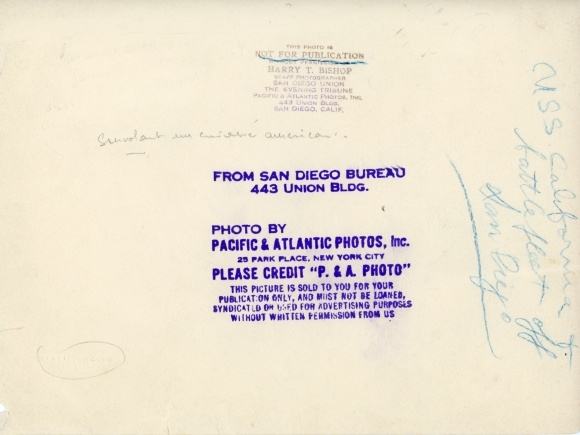 THIS PHOTO IS
NOT FOR PUBLICATION
HARRY T. BISHOP
STAFF PHOTOGRAPHER
SAN DIEGO UNION
THE EVENING TRIBUNE
PACIFIC & ATLANTIC PHOTOS, INC.
443 UNION BLDG.
SAN DIEGO, CALIF.
Survolant un cuirassé américain.
FROM SAN DIEGO BUREAU
443 UNION BLDG.
PHOTO BY
PACIFIC & ATLANTIC PHOTOS, Inc.
25 PARK PLACE, NEW YORK CITY
PLEASE CREDIT "P. & A. PHOTO"
THIS PICTURE IS SOLD TO YOU FOR YOUR
PUBLICATION ONLY, AND MUST NOT BE LOANED,
SYNDICATED OR USED FOR ADVERTISING PURPOSES
WITHOUT WRITTEN PERMISSION FROM US
USS. California &
battle fleet off
San Diego